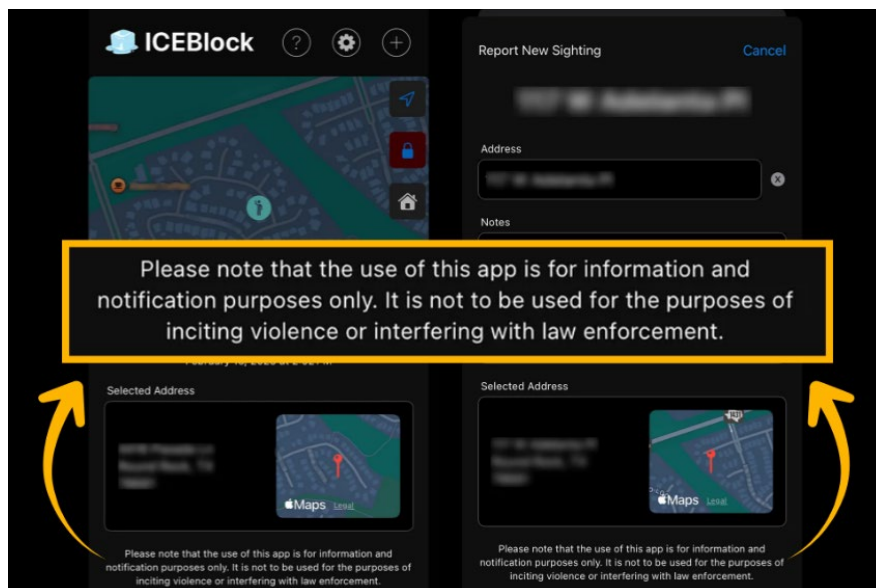 ICEBlock
?
Report New Sighting
Cancel
Address
Notes
Please note that the use of this app is for information and
notification purposes only. It is not to be used for the purposes of
inciting violence or interfering with law enforcement.
Selected Address
Maps Legal
Please note that the use of this app is for information and
notification purposes only. It is not to be used for the purposes of
inciting violence or interfering with law enforcement.
Selected Address
Maps Legal
Please note that the use of this app is for information and
notification purposes only. It is not to be used for the purposes of
inciting violence or interfering with law enforcement.